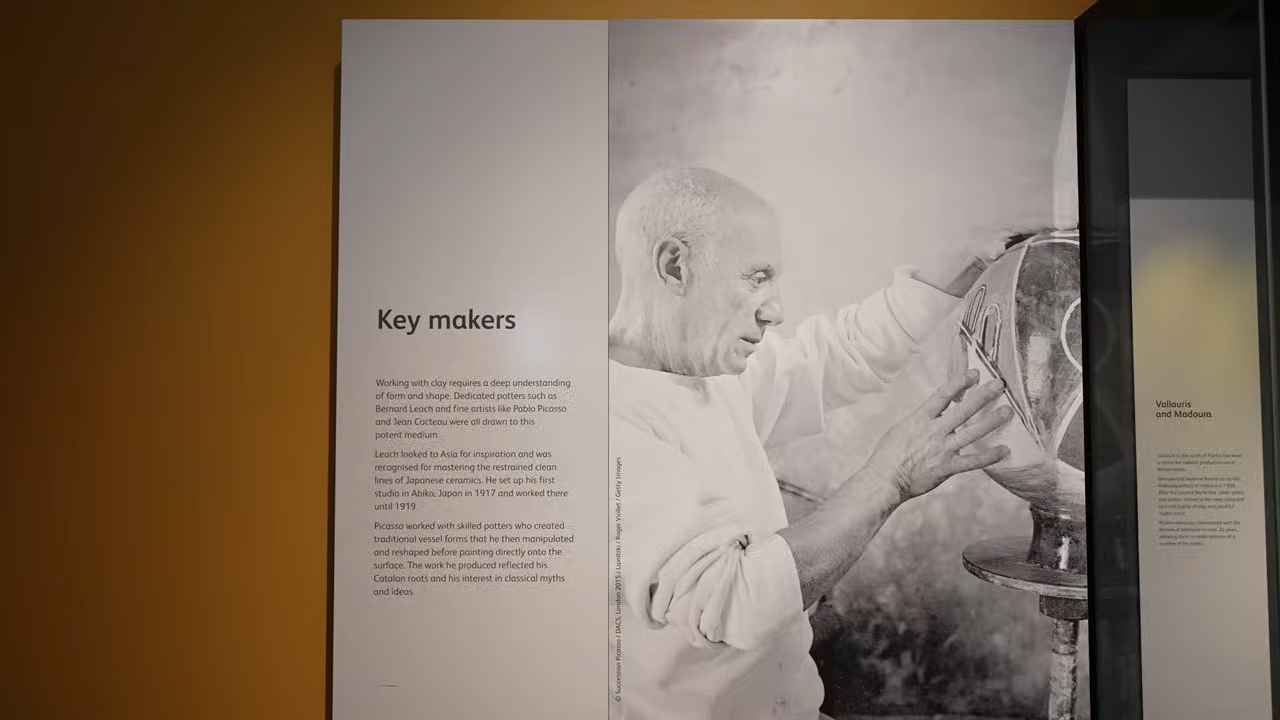 Key makers
Working with clay requires a deep understanding
of form and shape. Dedicated potters such as
Bernard Leach and fine artists like Pablo Picasso
and Jean Cocteau were all drawn to this
potent medium.
Leach looked to Asia for inspiration and was
recognised for mastering the restrained clean
lines of Japanese ceramics. He set up his first
studio in Abiko, Japan in 1917 and worked there
until 1919.
Picasso worked with skilled potters who created
traditional vessel forms that he then manipulated
and reshaped before painting directly onto the
surface. The work he produced reflected his
Catalan roots and his interest in classical myths
and ideas.
© Succession Picasso / DACS, London 2015 / Lipnitzki / Roger Viollet / Getty Images
Vallauris
and Madoura